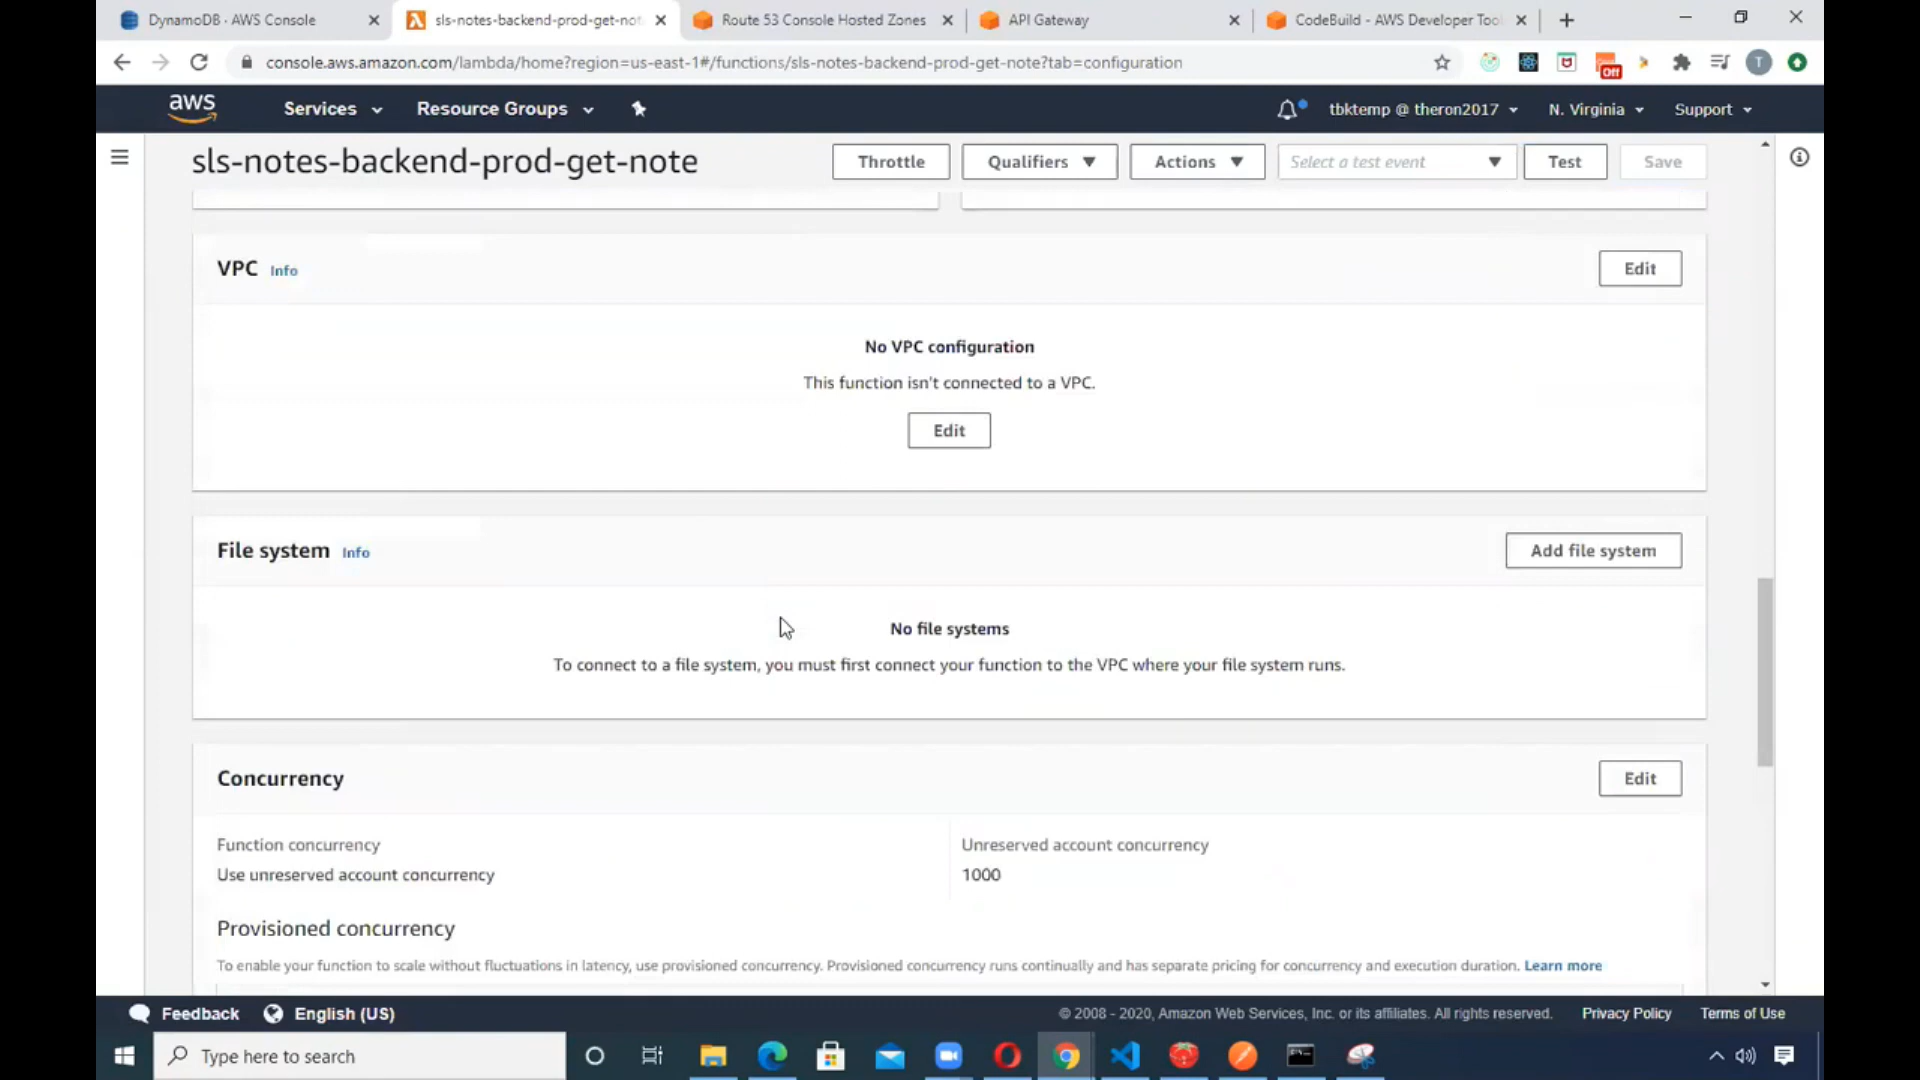 DynamoDB · AWS Console
sls-notes-backend-prod-get-not
Route 53 Console Hosted Zones
API Gateway
CodeBuild - AWS Developer Tool
console.aws.amazon.com/lambda/home?region=us-east-1#/functions/sls-notes-backend-prod-get-note?tab=configuration
Off
T
aws
Services
Resource Groups
tbktemp @ theron2017
N. Virginia
Support
sls-notes-backend-prod-get-note
Throttle
Qualifiers
Actions
Select a test event
Test
Save
VPC Info
Edit
No VPC configuration
This function isn't connected to a VPC.
Edit
File system Info
Add file system
No file systems
To connect to a file system, you must first connect your function to the VPC where your file system runs.
Concurrency
Edit
Function concurrency
Use unreserved account concurrency
Unreserved account concurrency
1000
Provisioned concurrency
To enable your function to scale without fluctuations in latency, use provisioned concurrency. Provisioned concurrency runs continually and has separate pricing for concurrency and execution duration. Learn more
Feedback
English (US)
© 2008 - 2020, Amazon Web Services, Inc. or its affiliates. All rights reserved.
Privacy Policy
Terms of Use
Type here to search